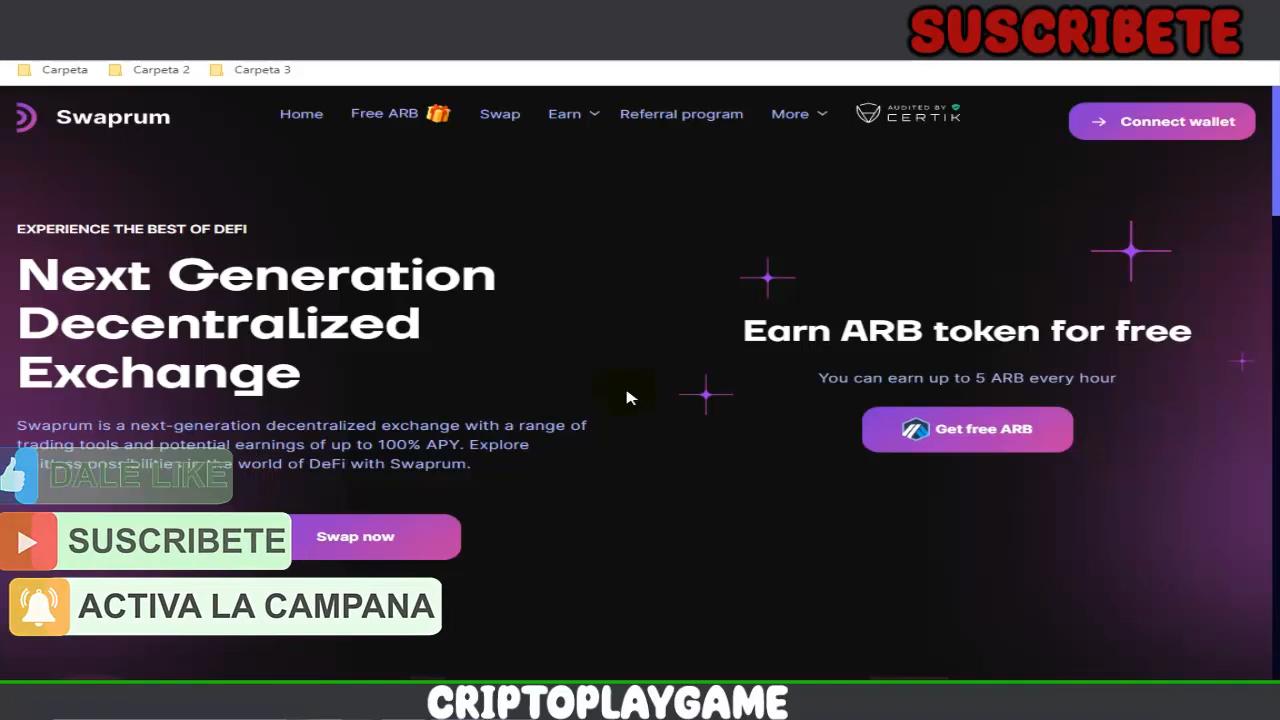 SUSCRIBETE
Carpeta Carpeta 2 Carpeta 3
Swaprum Home Free ARB Swap Earn Referral program More AUDITED BY CERTIK Connect wallet
EXPERIENCE THE BEST OF DEFI
Next Generation
Decentralized
Exchange
Swaprum is a next-generation decentralized exchange with a range of
trading tools and potential earnings of up to 100% APY. Explore
possibilities in the world of DeFi with Swaprum.
Earn ARB token for free
You can earn up to 5 ARB every hour
Get free ARB
DALE LIKE
SUSCRIBETE
Swap now
ACTIVA LA CAMPANA
CRIPTOPLAYGAME